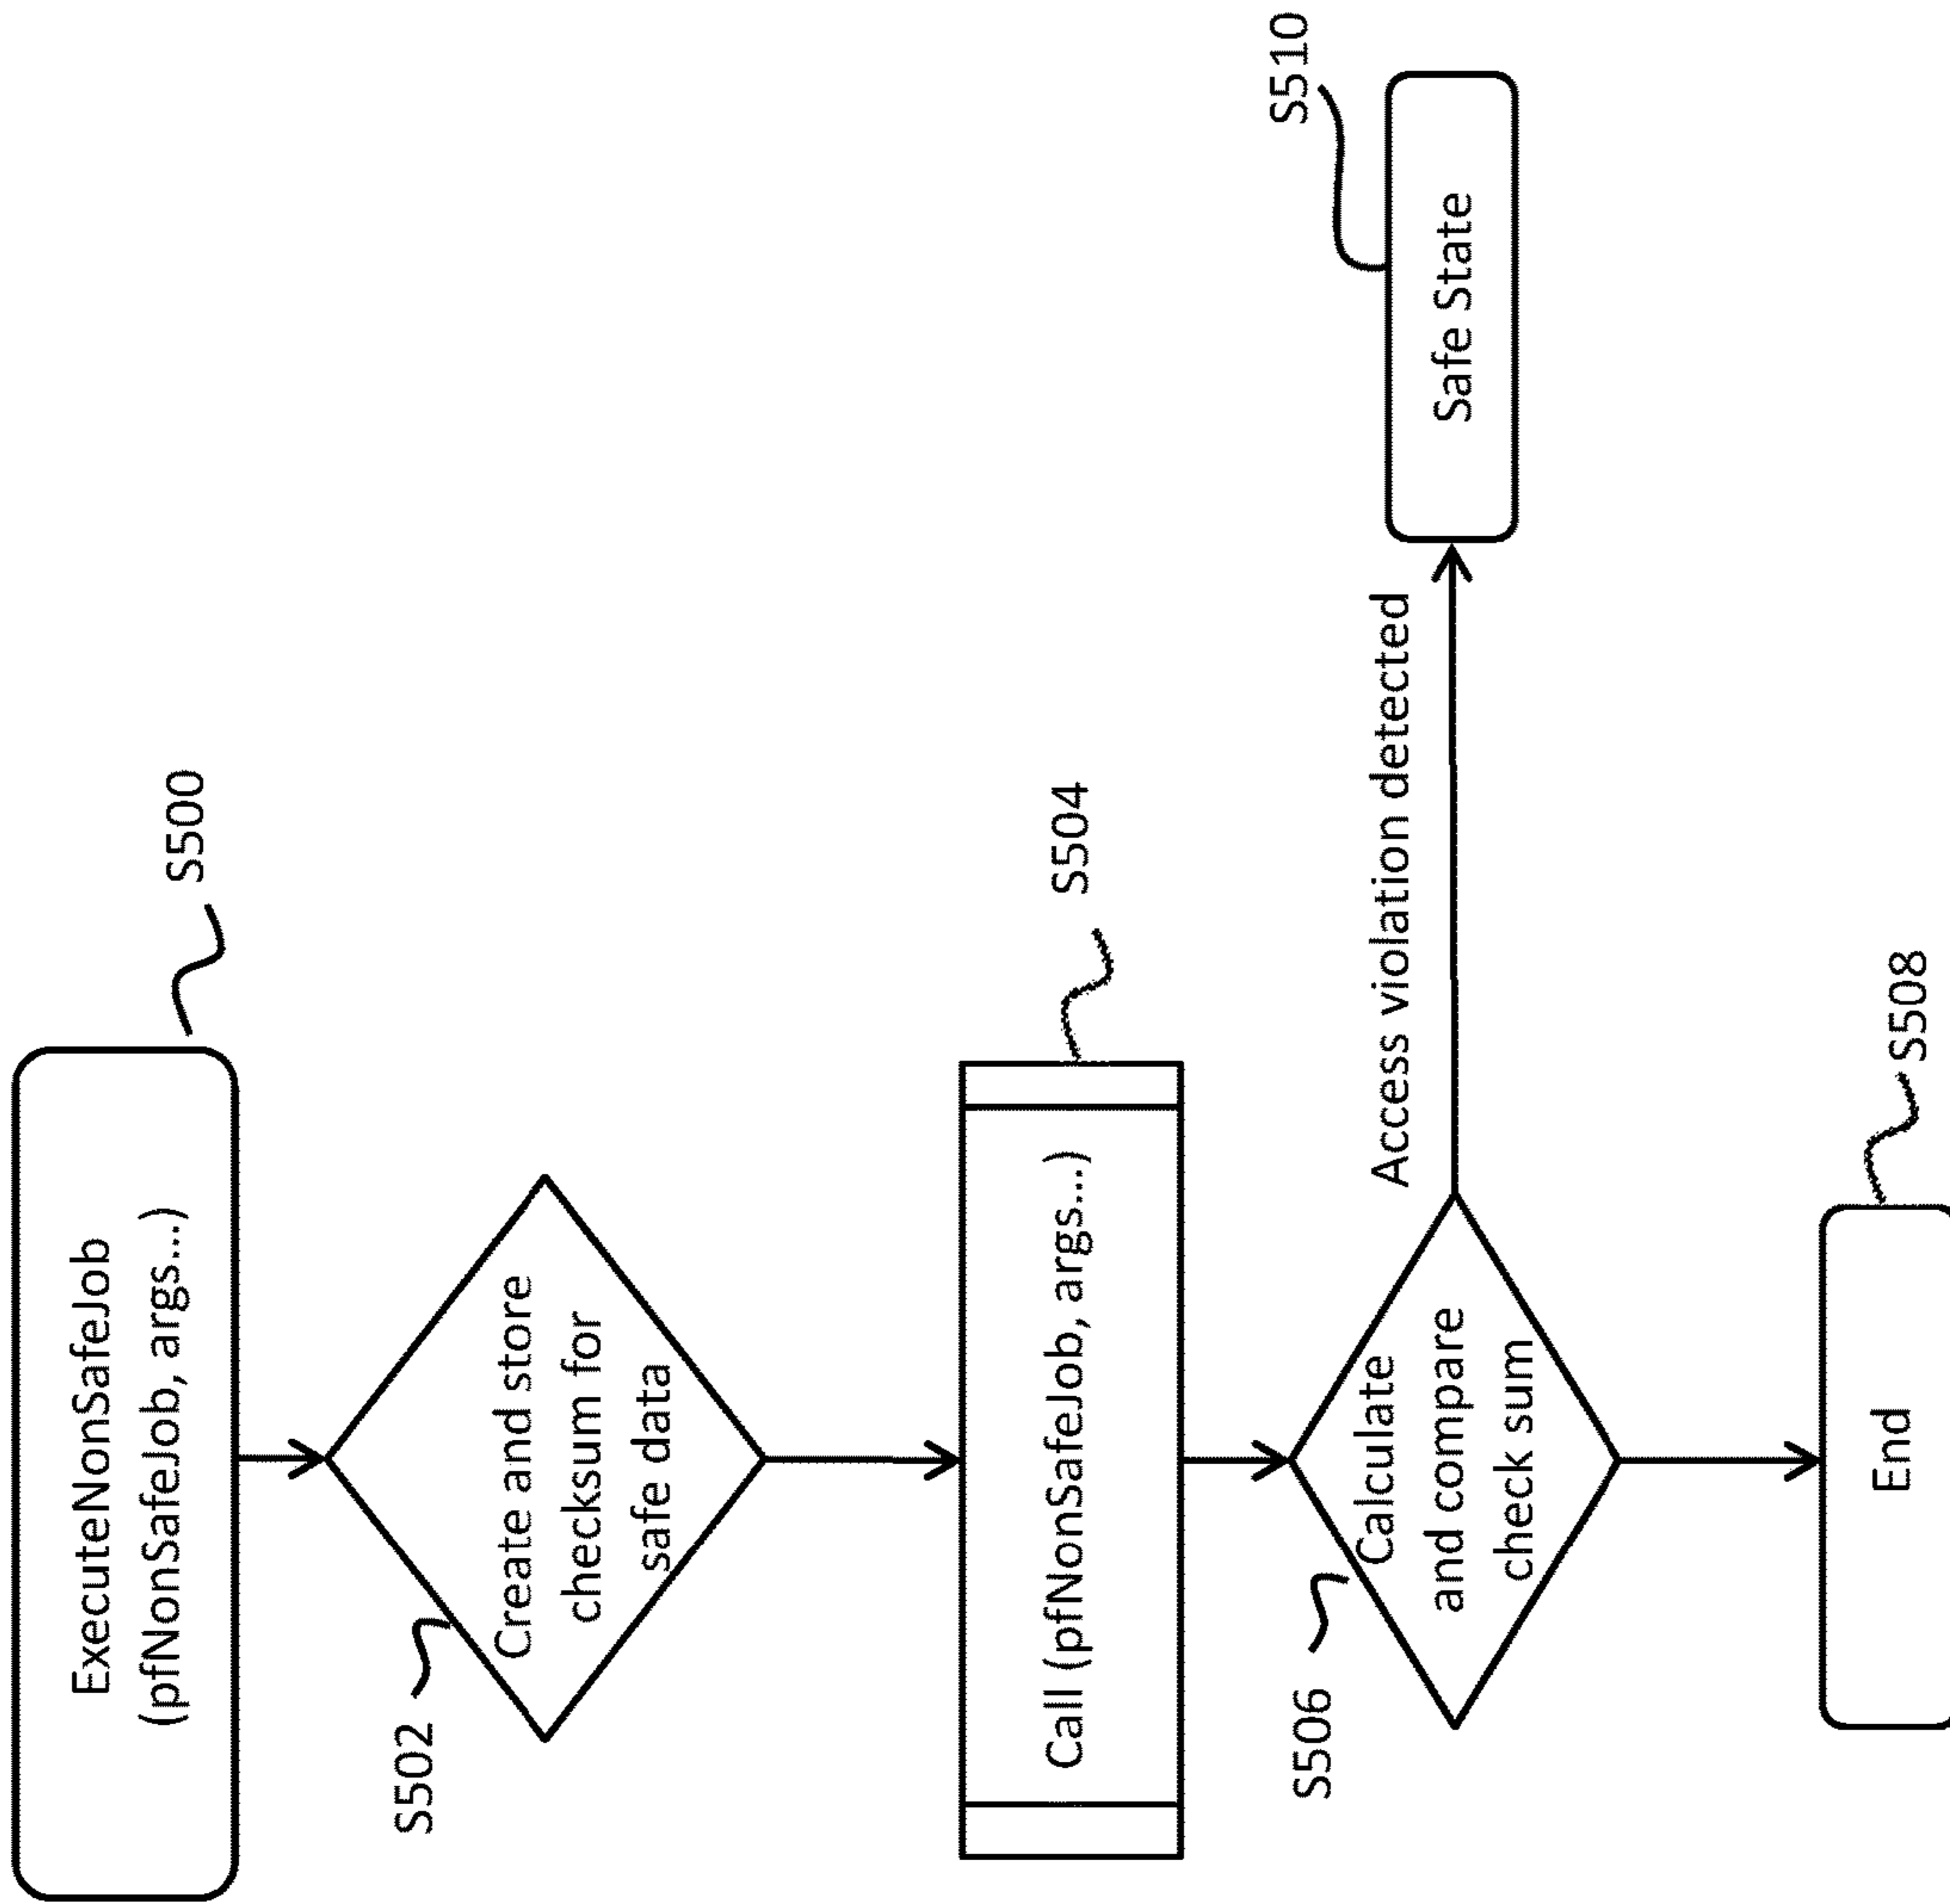 ExecuteNonSafeJob
(pfNonSafeJob, args...)
S500
S502
Create and store
checksum for
safe data
Call (pfNonSafeJob, args...)
S504
S506
Calculate
and compare
check sum
Access violation detected
Safe State
S510
End
S508